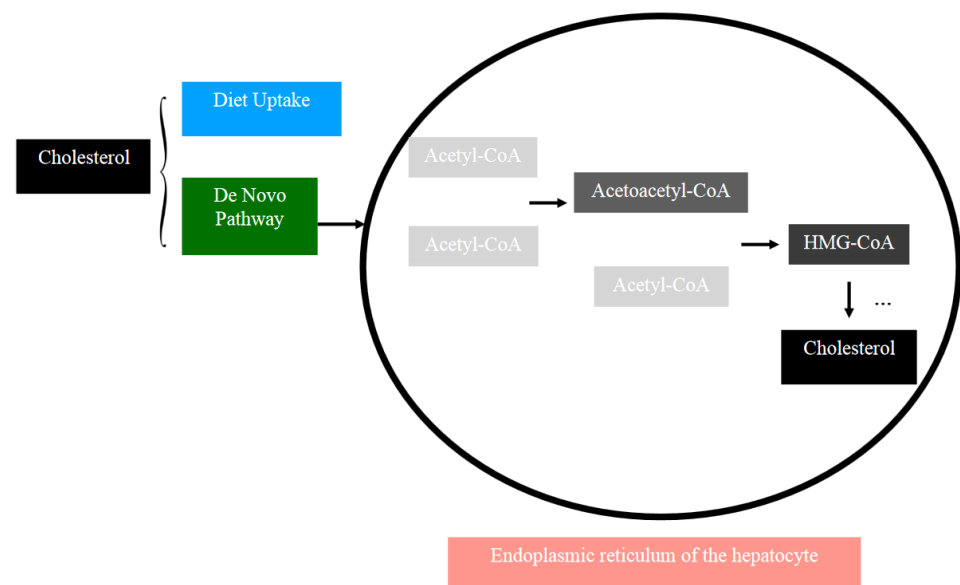 Cholesterol
Diet Uptake
De Novo
Pathway
Acetyl-CoA
Acetyl-CoA
Acetoacetyl-CoA
Acetyl-CoA
HMG-CoA
...
Cholesterol
Endoplasmic reticulum of the hepatocyte